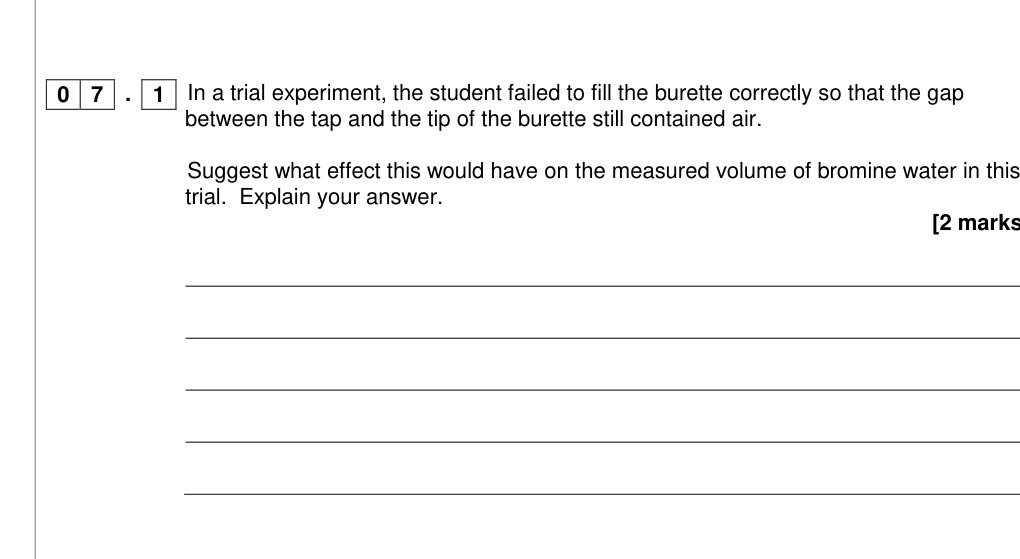 0 7 . 1 In a trial experiment, the student failed to fill the burette correctly so that the gap
between the tap and the tip of the burette still contained air.
Suggest what effect this would have on the measured volume of bromine water in this
trial. Explain your answer.
[2 marks